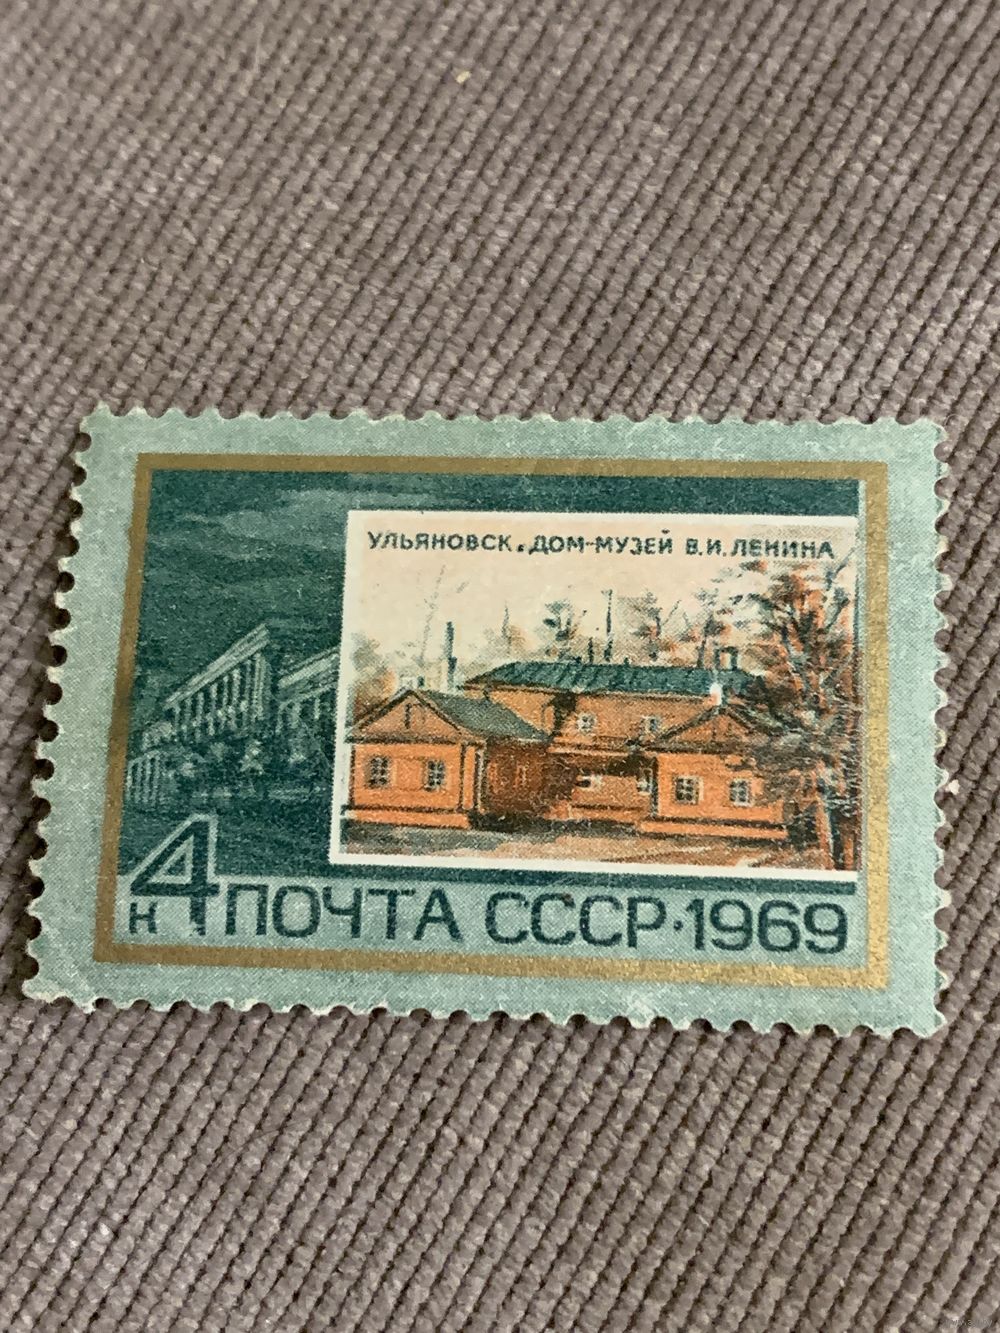 УЛЬЯНОВСК. ДОМ-МУЗЕЙ В.И. ЛЕНИНА
4 К ПОЧТА СССР·1969